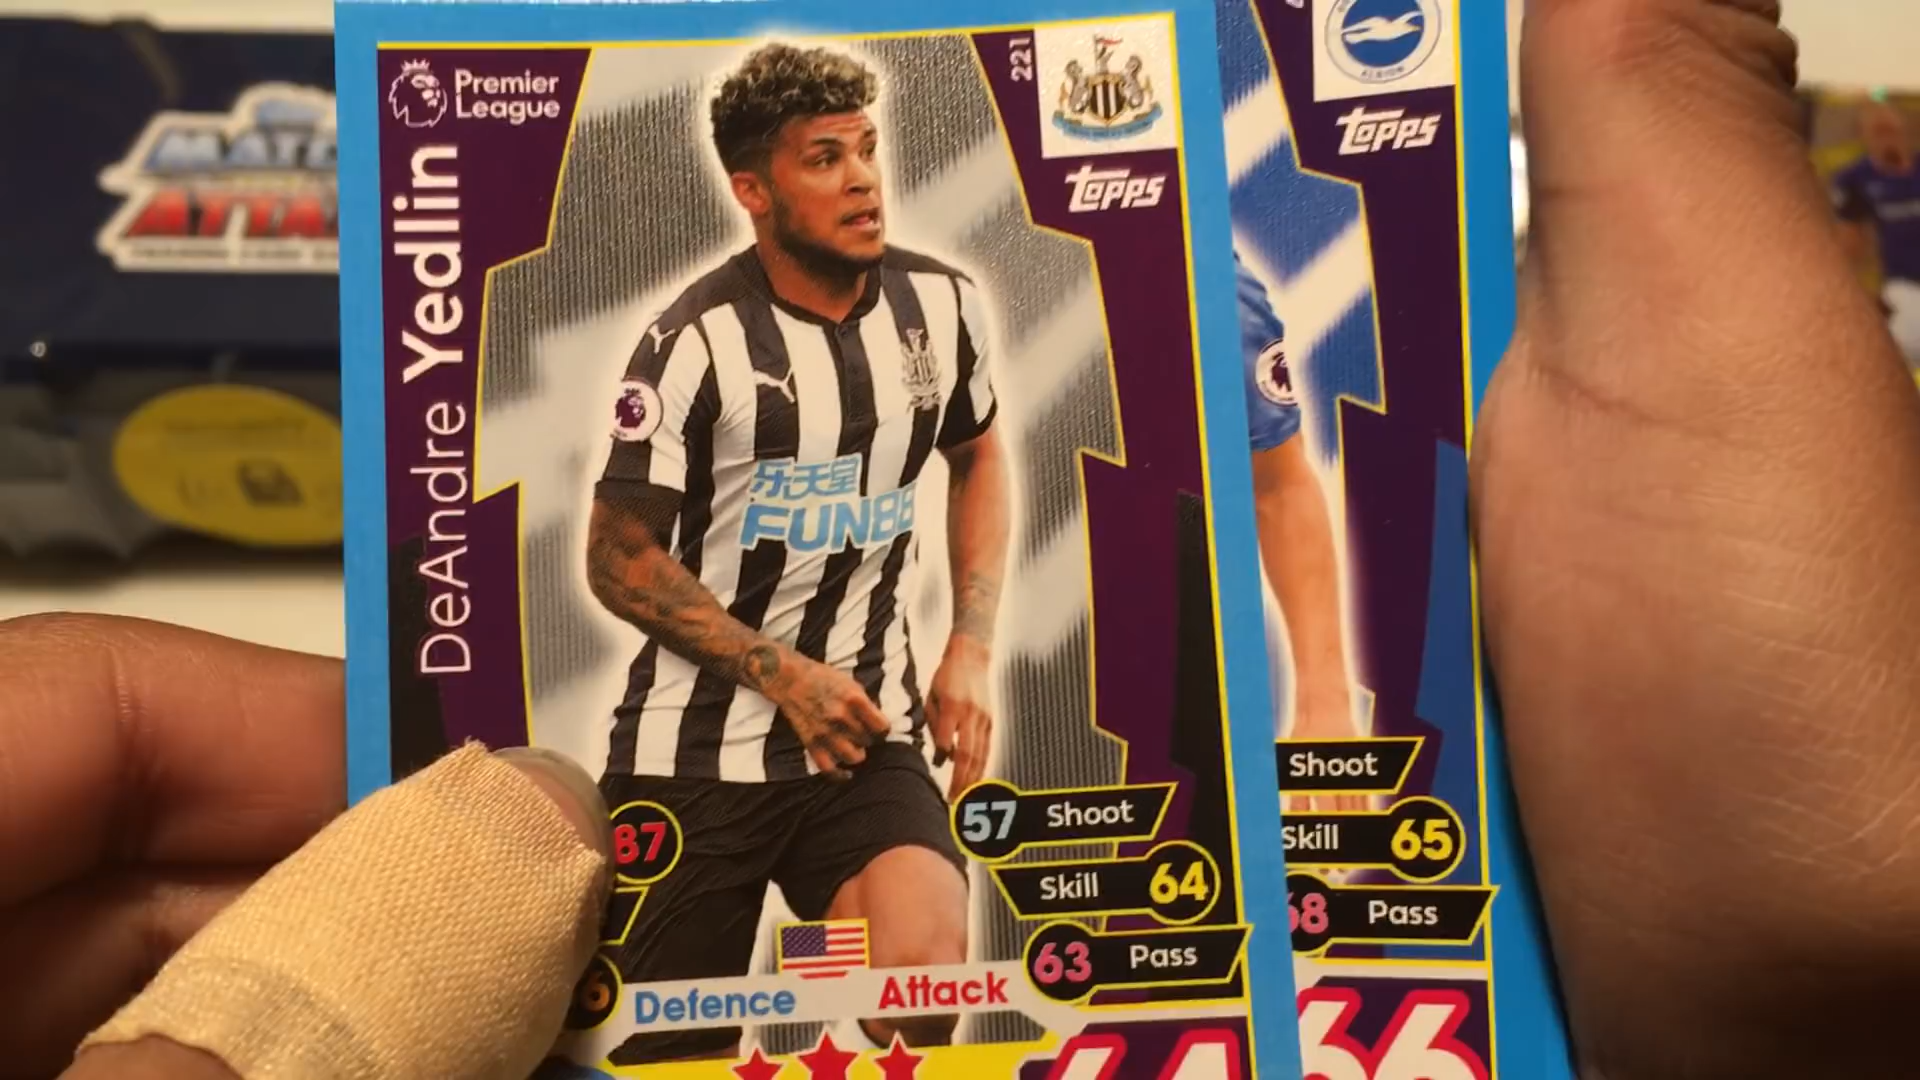 Premier
League
DeAndre Yedlin
221
topps
乐天堂
FUN88
87
57 Shoot
Skill 64
63 Pass
Defence Attack
ALBION
topps
Shoot
Skill 65
68 Pass
66